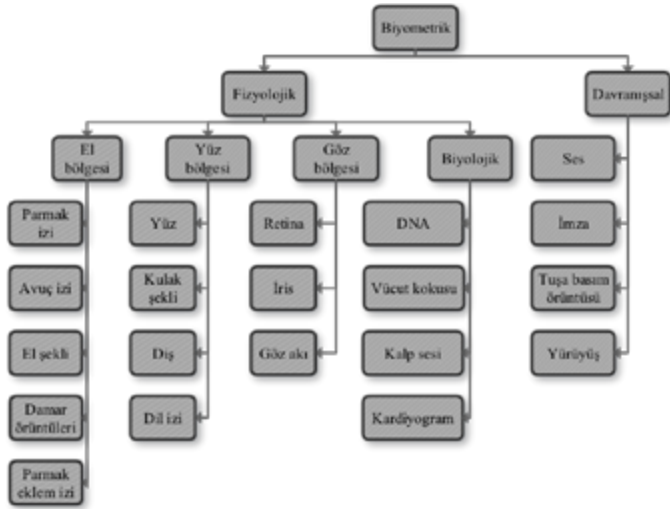 Biyometrik
Fizyolojik
Davranışsal
El
bölgesi
Yüz
bölgesi
Göz
bölgesi
Biyolojik
Ses
Parmak
izi
Yüz
Retina
DNA
İmza
Avuç izi
Kulak
şekli
İris
Vücut kokusu
Tuşa basım
örüntüsü
El şekli
Diş
Göz akı
Kalp sesi
Yürüyüş
Damar
örüntüleri
Dil izi
Kardiyogram
Parmak
eklem izi